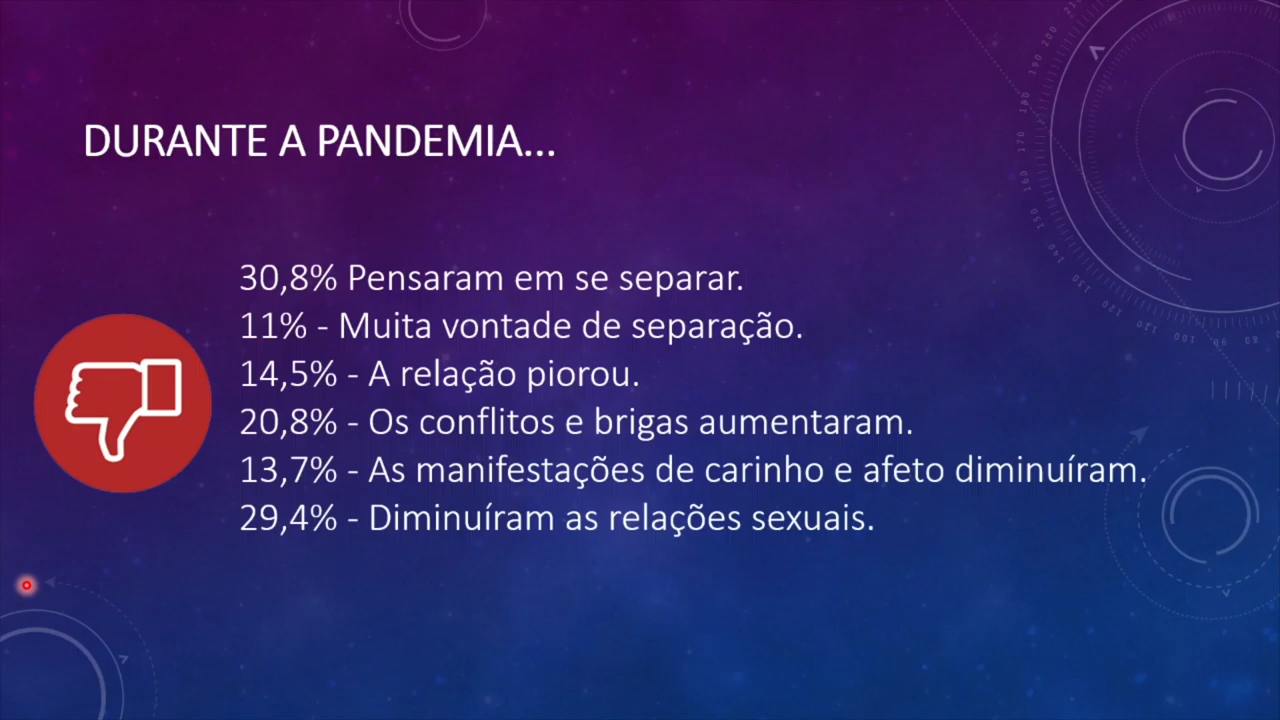 DURANTE A PANDEMIA...
30,8% Pensaram em se separar.
11% - Muita vontade de separação.
14,5% - A relação piorou.
20,8% - Os conflitos e brigas aumentaram.
13,7% - As manifestações de carinho e afeto diminuíram.
29,4% - Diminuíram as relações sexuais.